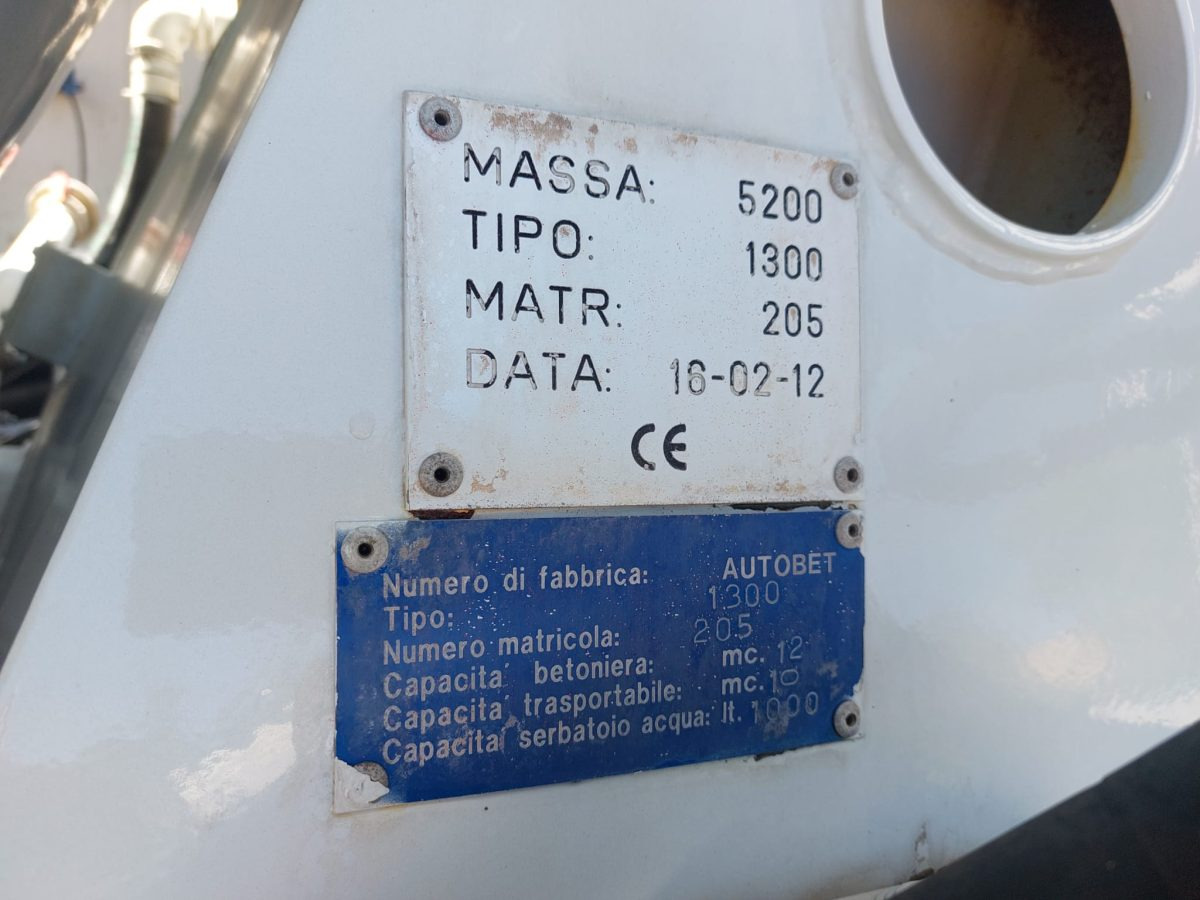 MASSA: 5200
TIPO: 1300
MATR: 205
DATA: 16-02-12
CE
Numero di fabbrica: AUTOBET
Tipo: 1300
Numero matricola: 205
Capacita' betoniera: mc. 12
Capacita' trasportabile: mc. 10
Capacita' serbatoio acqua: lt. 1000